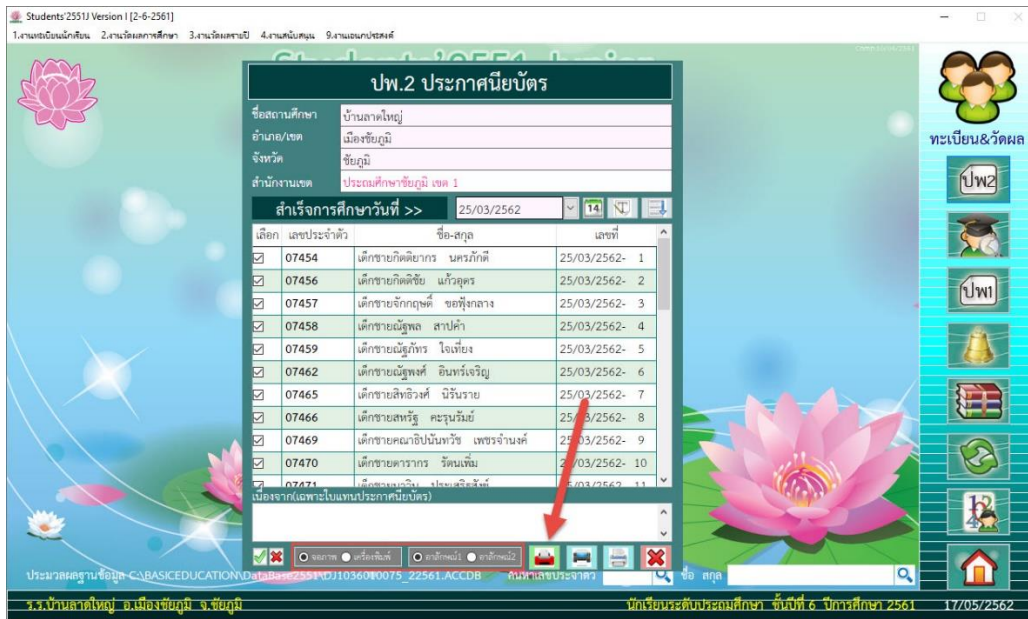 Students'2551J Version I [2-6-2561]
1.งานทะเบียนนักเรียน 2.งานวัดผลการศึกษา 3.งานวัดผลรายปี 4.งานสนับสนุน 9.งานเอนกประสงค์
ปพ.2 ประกาศนียบัตร
ชื่อสถานศึกษา บ้านลาดใหญ่
อำเภอ/เขต เมืองชัยภูมิ
จังหวัด ชัยภูมิ
สำนักงานเขต ประถมศึกษาชัยภูมิ เขต 1
สำเร็จการศึกษาวันที่ >> 25/03/2562 14
เลือก เลขประจำตัว ชื่อ-สกุล เลขที่
07454 เด็กชายกิตติยากร นครภักดี 25/03/2562- 1
07456 เด็กชายกิตติชัย แก้วอุดร 25/03/2562- 2
07457 เด็กชายจักกฤษดิ์ ขอฟุ้งกลาง 25/03/2562- 3
07458 เด็กชายณัฐพล สาปคำ 25/03/2562- 4
07459 เด็กชายณัฐภัทร ใจเที่ยง 25/03/2562- 5
07462 เด็กชายณัฐพงศ์ อินทร์เจริญ 25/03/2562- 6
07465 เด็กชายสิทธิวงศ์ นิรันราย 25/03/2562- 7
07466 เด็กชายสหรัฐ คะรุนรัมย์ 25/03/2562- 8
07469 เด็กชายคณาธิปนันทวัช เพชรจำนงค์ 25/03/2562- 9
07470 เด็กชายดารากร รัตนเพิ่ม 25/03/2562- 10
07471 25/03/2562- 11
เนื่องจาก(เฉพาะใบแทนประกาศนียบัตร)
จอภาพ เครื่องพิมพ์ อาลักษณ์1 อาลักษณ์2
ประมวลผลฐานข้อมูล C:\BASICEDUCATION\DataBase2551\DJ1036010075_22561.ACCDB ค้นหาเลขประจำตัว ชื่อ สกุล
ร.ร.บ้านลาดใหญ่ อ.เมืองชัยภูมิ จ.ชัยภูมิ นักเรียนระดับประถมศึกษา ชั้นปีที่ 6 ปีการศึกษา 2561 17/05/2562
ทะเบียน&วัดผล
ปพ2
ปพ1